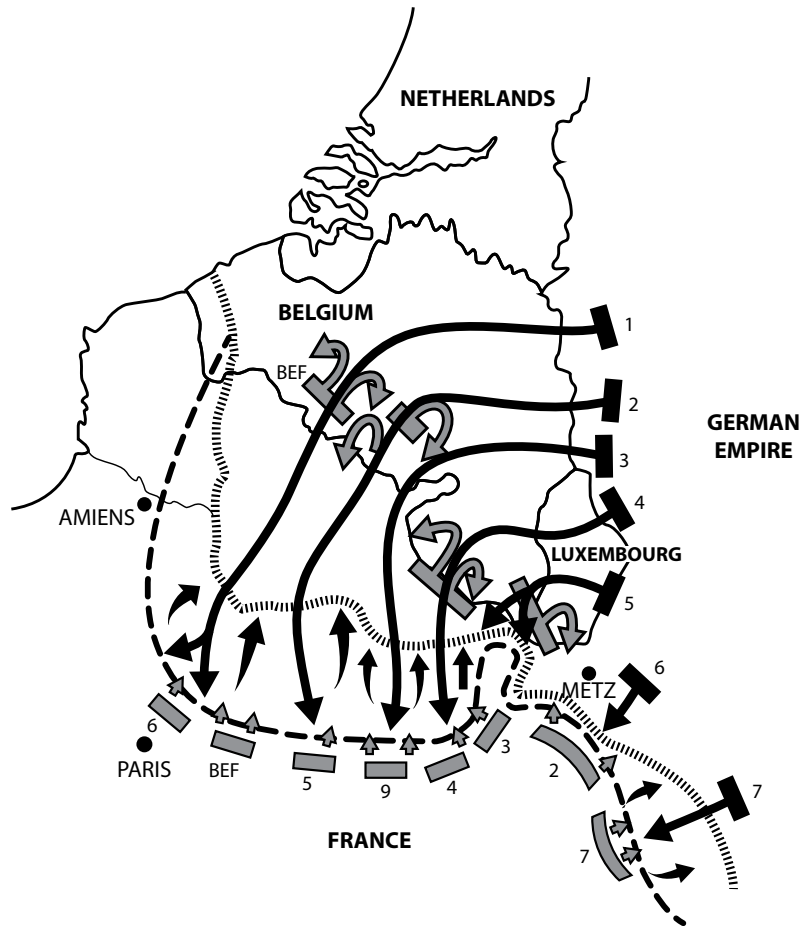 NETHERLANDS
BELGIUM
1
BEF
2
GERMAN
EMPIRE
3
4
AMIENS
LUXEMBOURG
5
METZ
6
6
BEF
PARIS
5
9
4
3
2
7
7
FRANCE